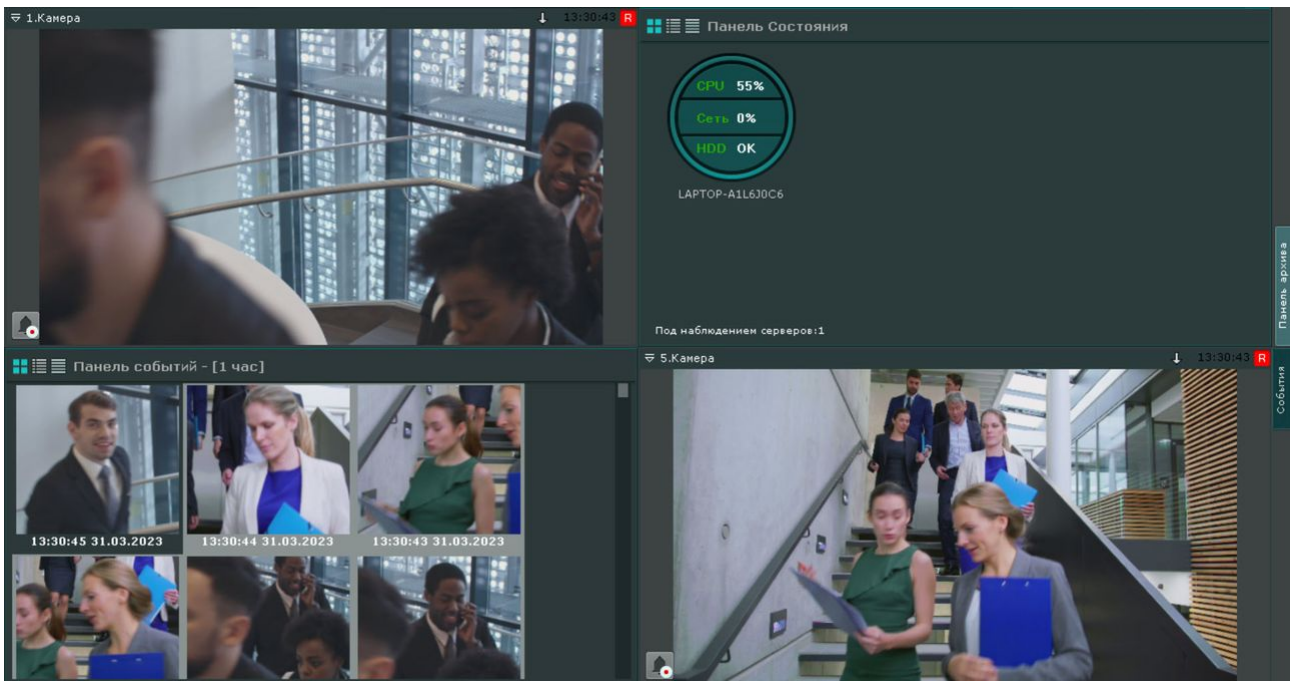 1.Камера
13:30:43 R
Панель Состояния
CPU 55%
Сеть 0%
HDD OK
LAPTOP-A1L6J0C6
Под наблюдением серверов:1
Панель архива
События
Панель событий - [1 час]
13:30:45 31.03.2023
13:30:44 31.03.2023
13:30:43 31.03.2023
5.Камера
13:30:43 R